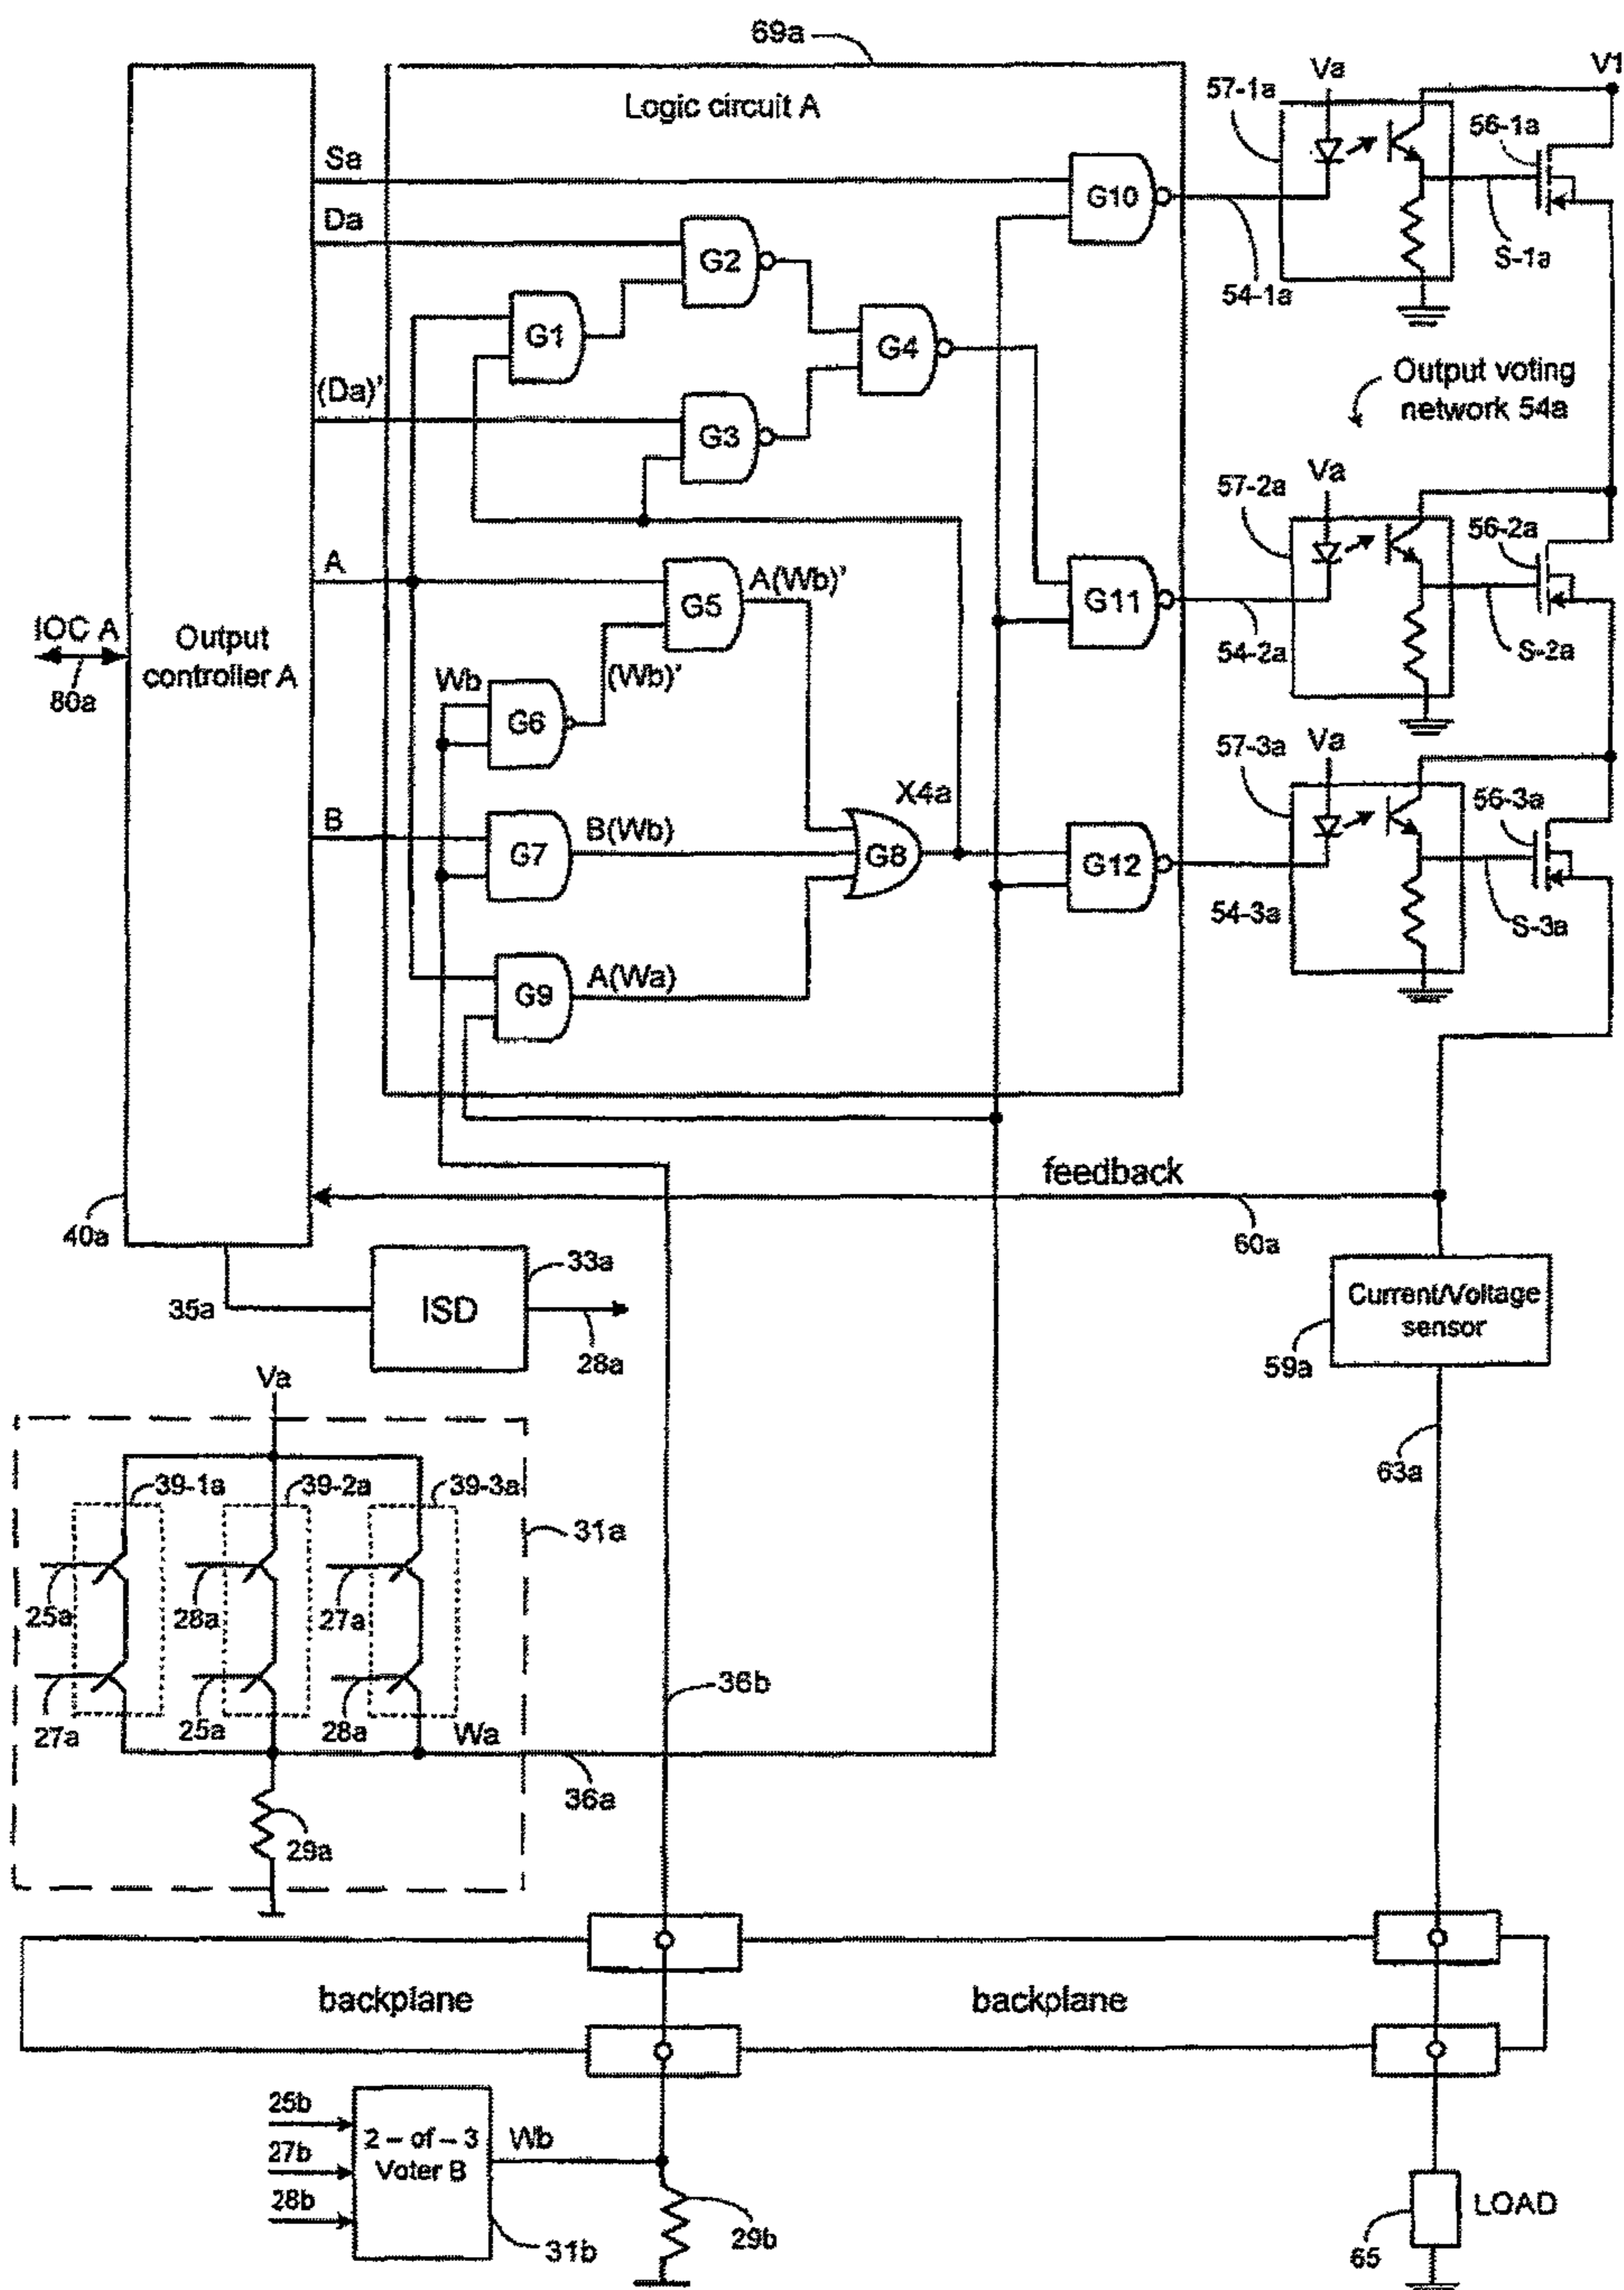 69a
Va
V1
57-1a
Logic circuit A
56-1a
Sa
G10
Da
G2
S-1a
54-1a
G1
G4
Output voting
network 54a
(Da)'
G3
Va
57-2a
56-2a
A
A(Wb)'
G5
G11
IOC A
Output
controller A
80a
Wb
(Wb)'
54-2a
S-2a
G6
57-3a
Va
X4a
56-3a
B
B(Wb)
G7
G8
G12
54-3a
S-3a
A(Wa)
G9
feedback
40a
60a
33a
35a
ISD
28a
Current/Voltage
sensor
59a
Va
63a
39-1a
39-2a
39-3a
31a
25a
28a
27a
27a
25a
28a
Wa
36b
36a
29a
backplane
backplane
25b
27b
28b
2 – of – 3
Voter B
Wb
31b
29b
65
LOAD